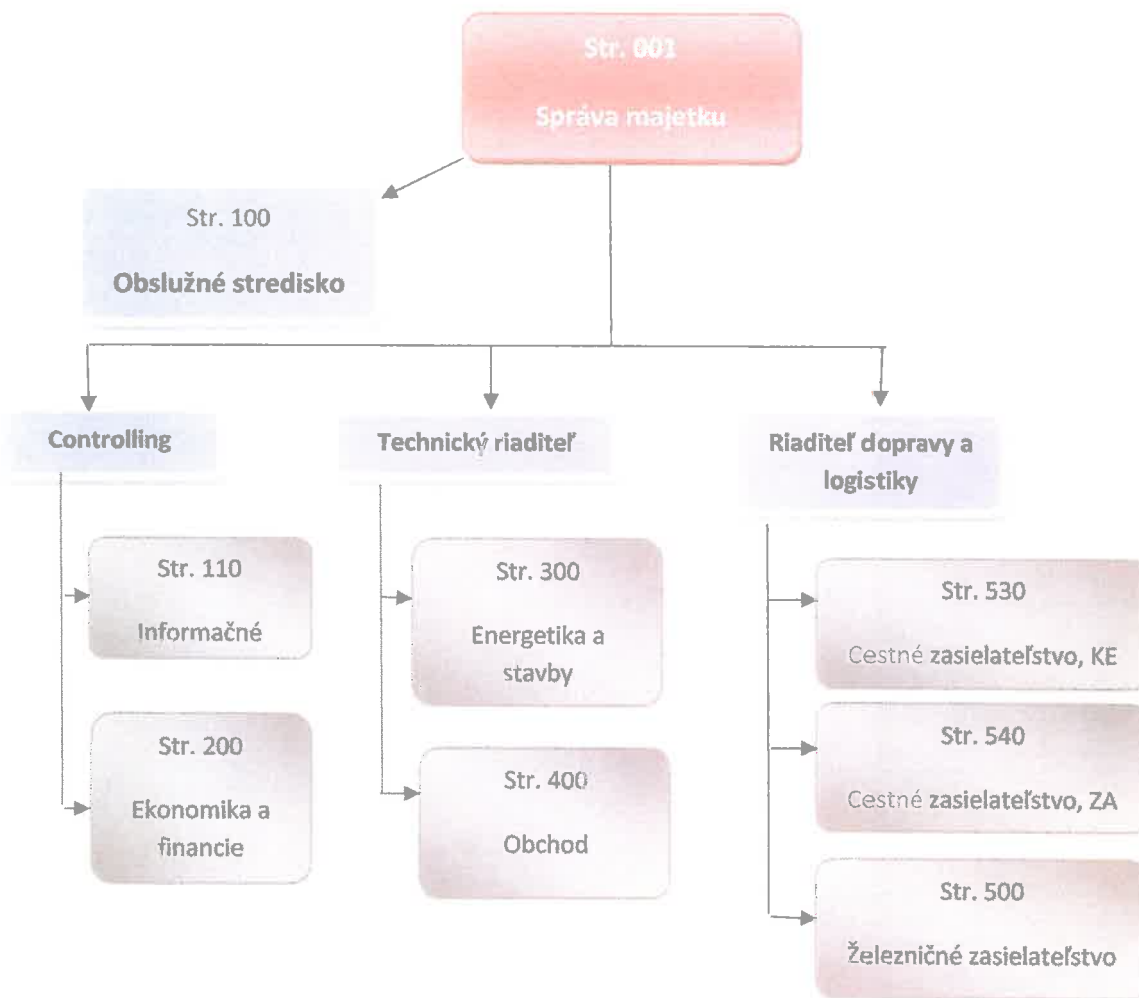 Str. 001
Správa majetku
Str. 100
Obslužné stredisko
Controlling
Technický riaditeľ
Riaditeľ dopravy a
logistiky
Str. 110
Informačné
Str. 200
Ekonomika a
financie
Str. 300
Energetika a
stavby
Str. 400
Obchod
Str. 530
Cestné zasielateľstvo, KE
Str. 540
Cestné zasielateľstvo, ZA
Str. 500
Železničné zasielateľstvo